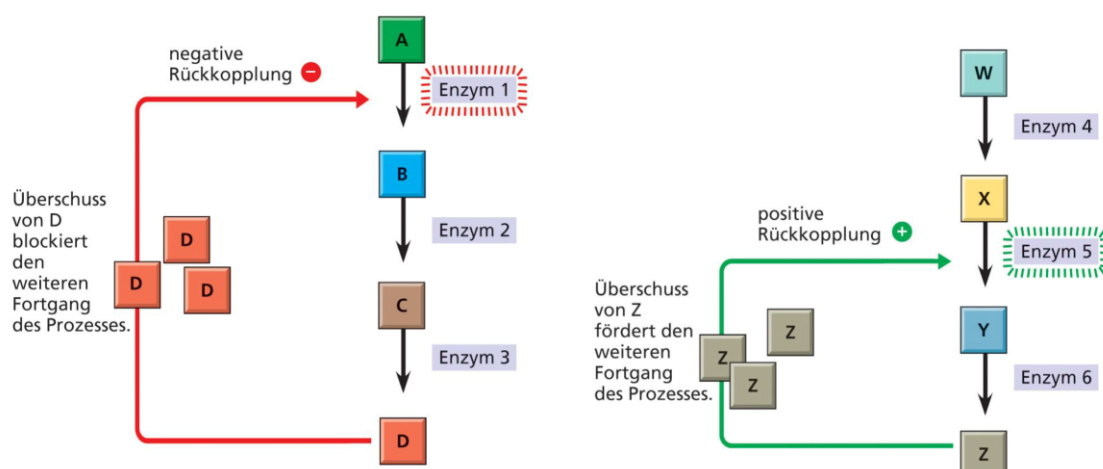 negative
Rückkopplung −
A
Enzym 1
B
Überschuss
von D
blockiert
den
weiteren
Fortgang
des Prozesses.
D
D
D
Enzym 2
C
Enzym 3
D
W
Enzym 4
X
positive
Rückkopplung +
Enzym 5
Überschuss
von Z
fördert den
weiteren
Fortgang
des Prozesses.
Z
Z
Z
Y
Enzym 6
Z